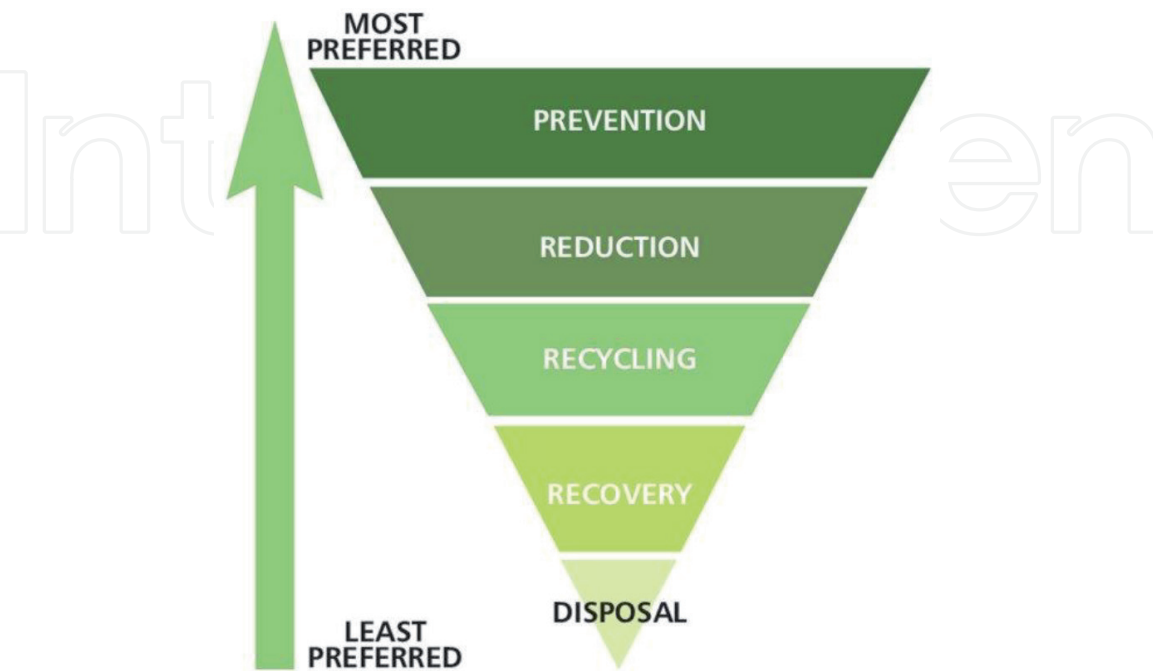 MOST
PREFERRED
PREVENTION
REDUCTION
RECYCLING
RECOVERY
DISPOSAL
LEAST
PREFERRED